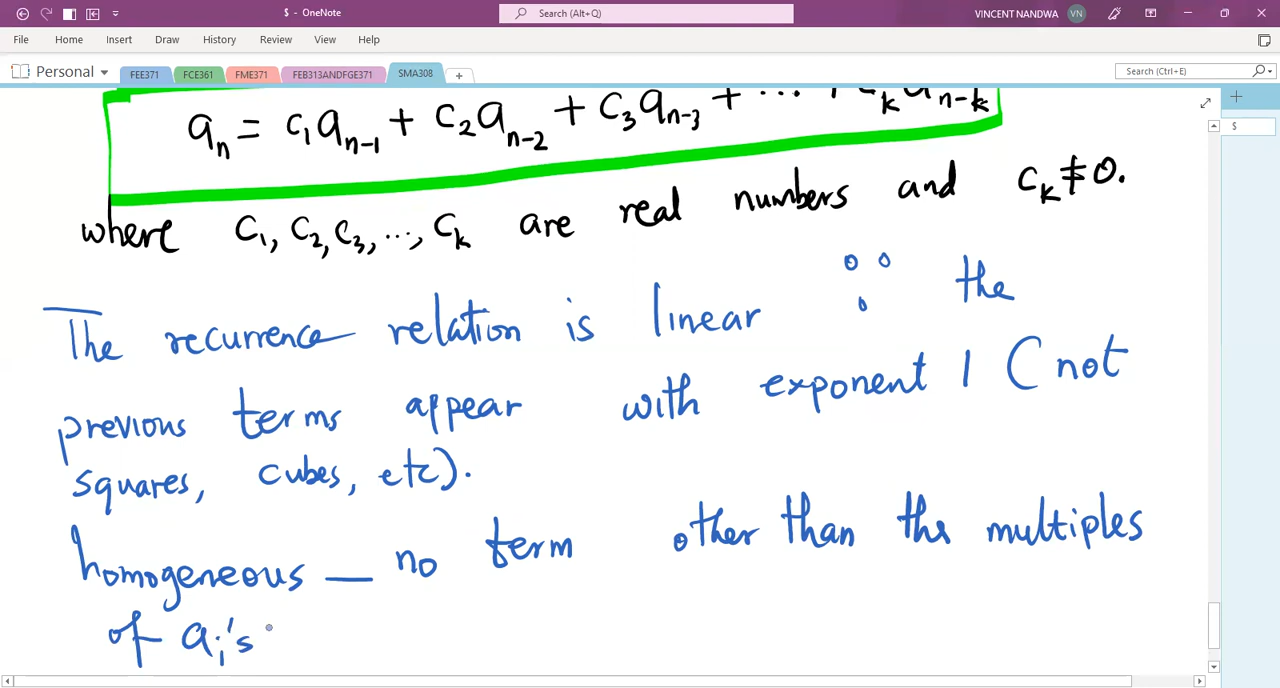 $ - OneNote
Search (Alt+Q)
VINCENT NANDWA VN
File Home Insert Draw History Review View Help
Personal FEE371 FCE361 FME371 FEB313ANDFGE371 SMA308 +
Search (Ctrl+E)
$
aₙ = c₁aₙ₋₁ + c₂aₙ₋₂ + c₃aₙ₋₃ + ... + cₖaₙ₋ₖ
where c₁, c₂, c₃, ..., cₖ are real numbers and cₖ ≠ 0.
The recurrence relation is linear ∵ the
previous terms appear with exponent 1 (not
squares, cubes, etc).
homogeneous — no term other than the multiples
of aᵢ's